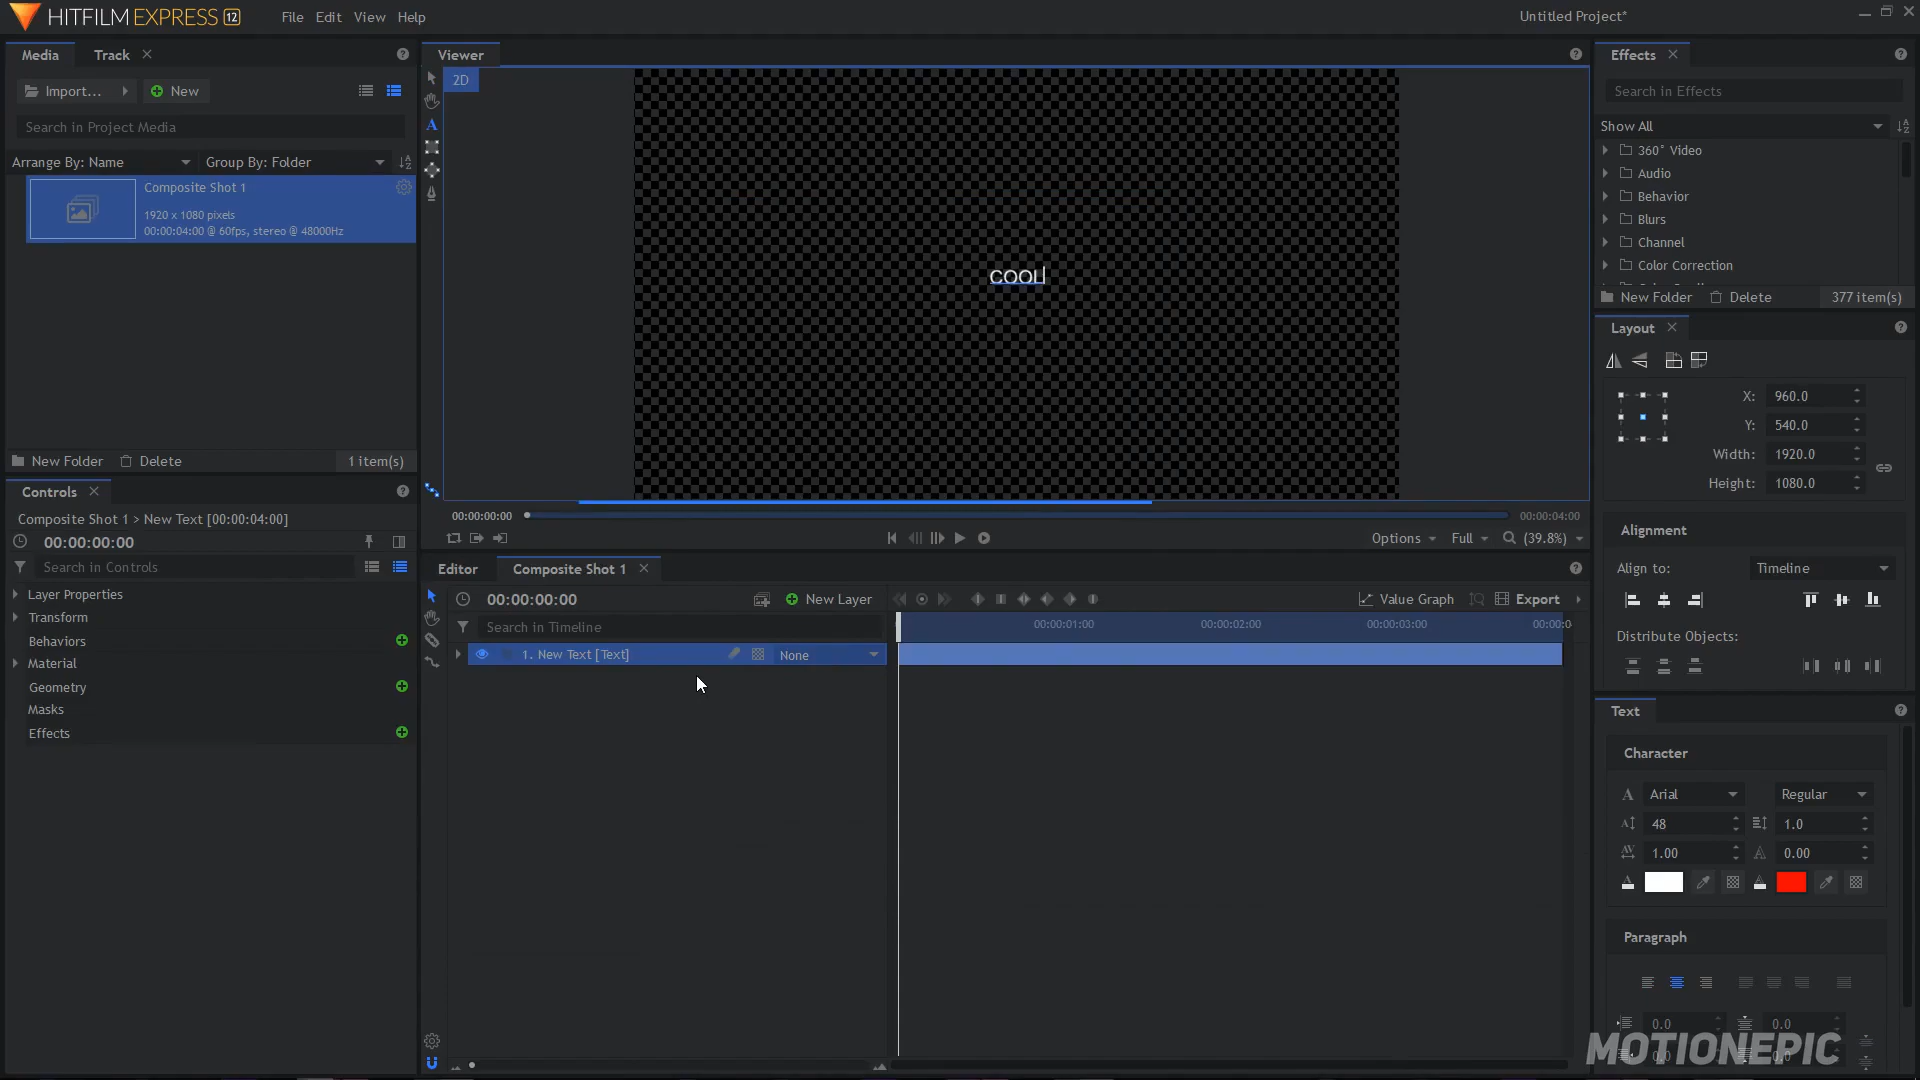 HITFILM EXPRESS 12
File Edit View Help
Untitled Project*
Media Track
Import... New
Search in Project Media
Arrange By: Name Group By: Folder
Composite Shot 1
1920 x 1080 pixels
00:00:04:00 @ 60fps, stereo @ 48000Hz
New Folder Delete 1 item(s)
Controls
Composite Shot 1 > New Text [00:00:04:00]
00:00:00:00
Search in Controls
Layer Properties
Transform
Behaviors
Material
Geometry
Masks
Effects
Viewer
2D
COOL
00:00:00:00 00:00:04:00
Options Full (39.8%)
Editor Composite Shot 1
00:00:00:00 New Layer Value Graph Export
Search in Timeline
00:00:01:00 00:00:02:00 00:00:03:00 00:00:0
1. New Text [Text] None
Effects
Search in Effects
Show All
360° Video
Audio
Behavior
Blurs
Channel
Color Correction
New Folder Delete 377 item(s)
Layout
X: 960.0
Y: 540.0
Width: 1920.0
Height: 1080.0
Alignment
Align to: Timeline
Distribute Objects:
Text
Character
Arial Regular
48 1.0
1.00 0.00
Paragraph
0.0 0.0
MOTIONEPIC